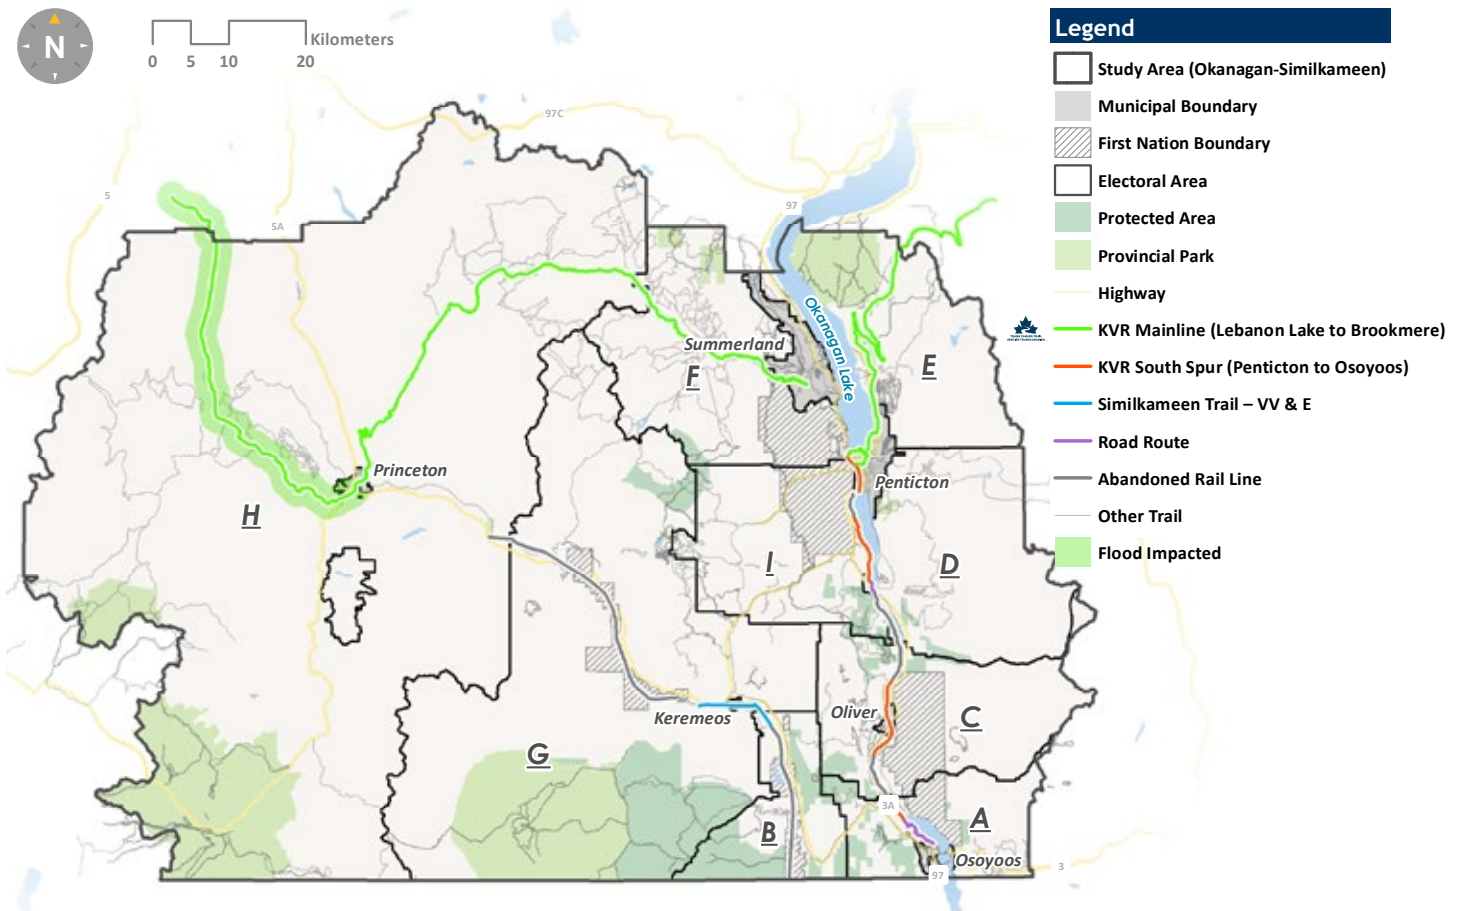 N
Kilometers
0 5 10 20
Legend
Study Area (Okanagan-Similkameen)
Municipal Boundary
First Nation Boundary
Electoral Area
Protected Area
Provincial Park
Highway
KVR Mainline (Lebanon Lake to Brookmere)
KVR South Spur (Penticton to Osoyoos)
Similkameen Trail – VV & E
Road Route
Abandoned Rail Line
Other Trail
Flood Impacted
97C
5
5A
97
Okanagan Lake
Summerland
F
E
Princeton
Penticton
H
I
D
Keremeos
Oliver
C
G
3A
B
A
Osoyoos
97
3